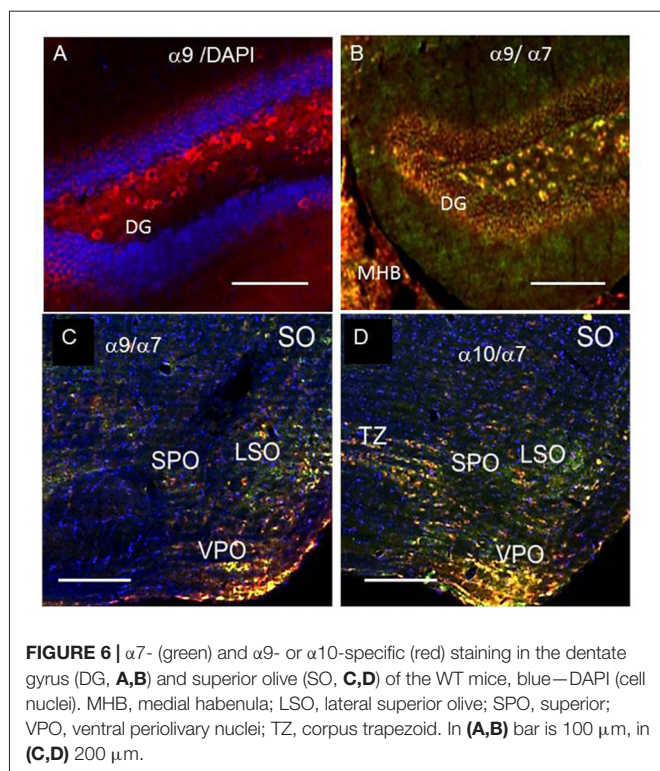 A
α9 /DAPI
DG
B
α9/ α7
DG
MHB
C
α9/α7
SO
SPO
LSO
VPO
D
α10/α7
SO
TZ
SPO
LSO
VPO
FIGURE 6 | α7- (green) and α9- or α10-specific (red) staining in the dentate
gyrus (DG, A,B) and superior olive (SO, C,D) of the WT mice, blue—DAPI (cell
nuclei). MHB, medial habenula; LSO, lateral superior olive; SPO, superior;
VPO, ventral periolivary nuclei; TZ, corpus trapezoid. In (A,B) bar is 100 μm, in
(C,D) 200 μm.